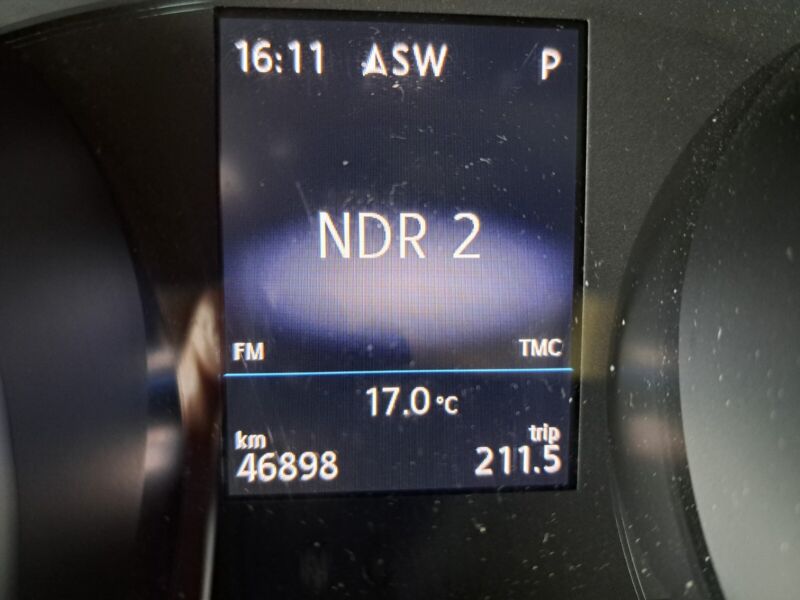 16:11 SW P
NDR 2
FM TMC
17.0 °C
km trip
46898 211.5